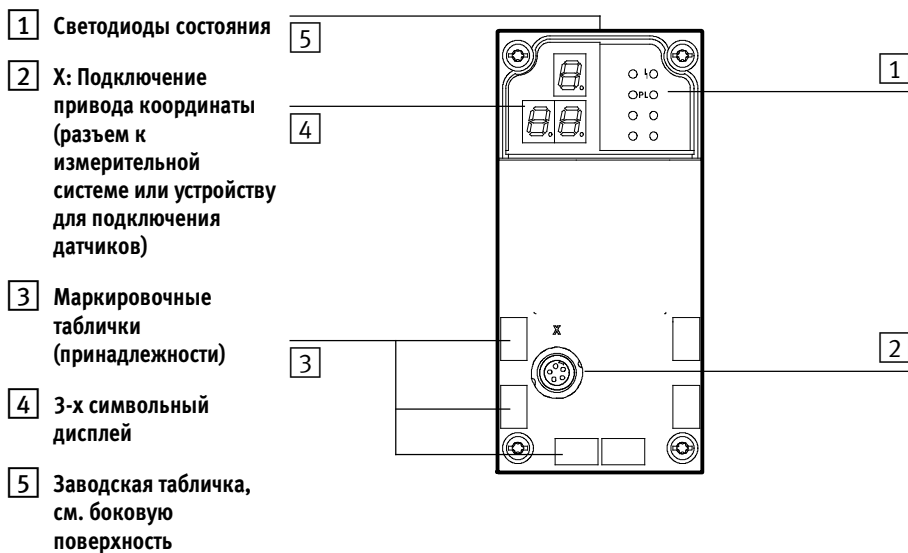 1 Светодиоды состояния
2 X: Подключение
привода координаты
(разъем к
измерительной
системе или устройству
для подключения
датчиков)
3 Маркировочные
таблички
(принадлежности)
4 3-х символьный
дисплей
5 Заводская табличка,
см. боковую
поверхность
5
4
3
PL
X
1
2